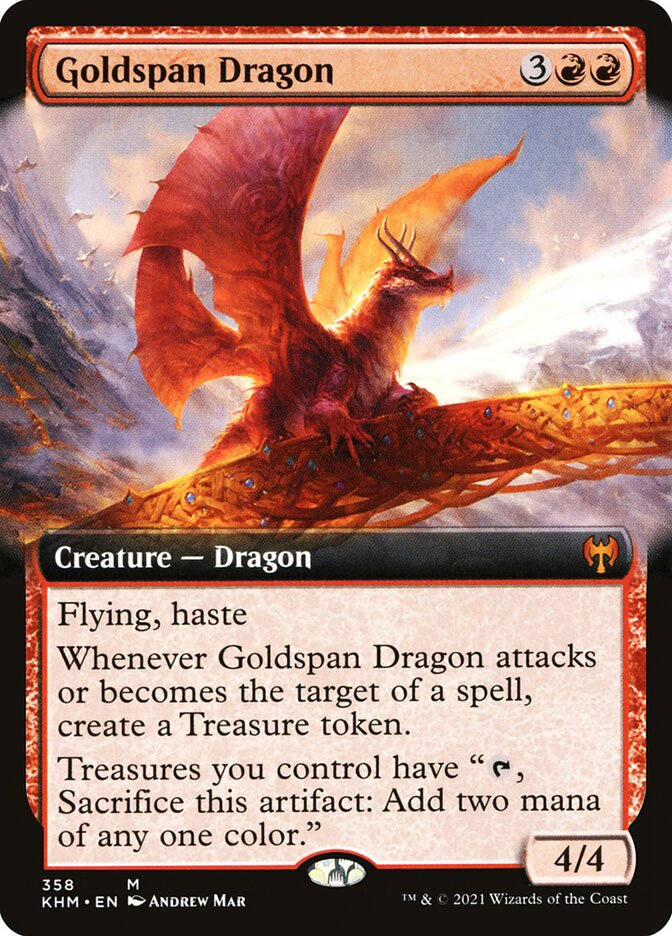 Goldspan Dragon 3
Creature — Dragon
Flying, haste
Whenever Goldspan Dragon attacks
or becomes the target of a spell,
create a Treasure token.
Treasures you control have “ ,
Sacrifice this artifact: Add two mana
of any one color.”
4/4
358 M
KHM • EN Andrew Mar
™ & © 2021 Wizards of the Coast